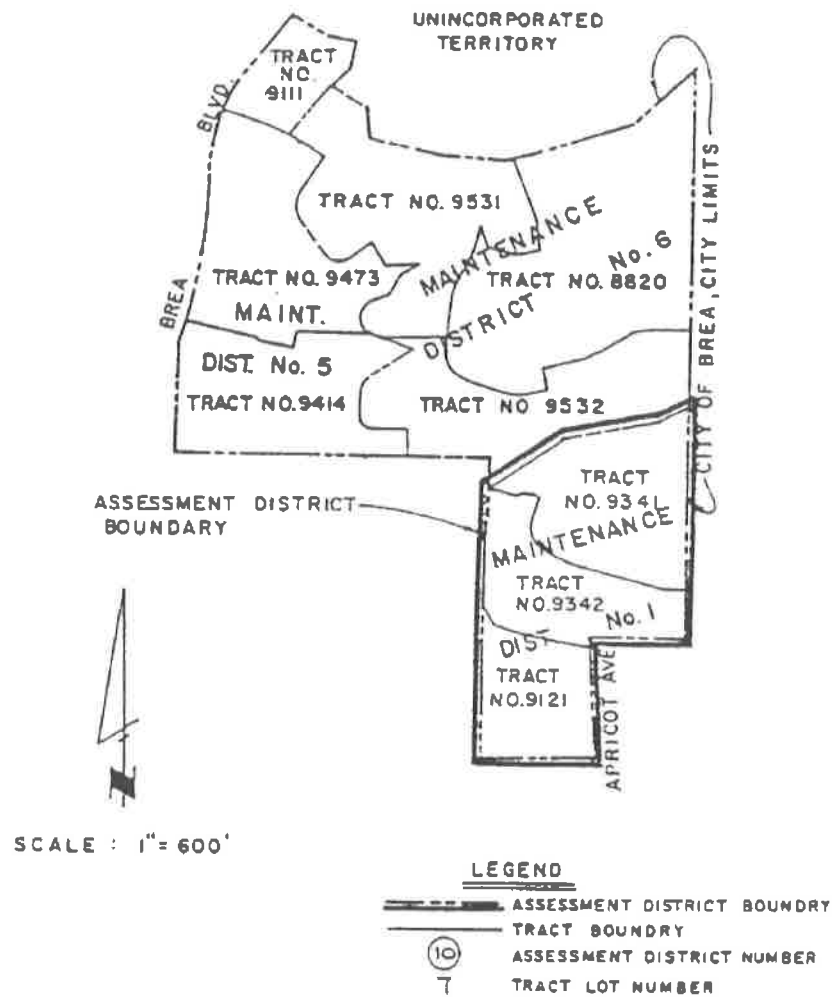 UNINCORPORATED
TERRITORY
TRACT
NO.
9111
BLVD.
BREA
TRACT NO. 9531
MAINTENANCE
DISTRICT
No. 6
TRACT NO. 9473
TRACT NO. 8820
MAINT.
DIST. No. 5
TRACT NO. 9414
TRACT NO 9532
CITY OF BREA, CITY LIMITS
ASSESSMENT DISTRICT
BOUNDARY
TRACT
NO. 9341
MAINTENANCE
TRACT
NO. 9342
DIST
No. 1
TRACT
NO. 9121
APRICOT AVE
N
SCALE : 1"= 600'
LEGEND
ASSESSMENT DISTRICT BOUNDRY
TRACT BOUNDRY
10 ASSESSMENT DISTRICT NUMBER
7 TRACT LOT NUMBER